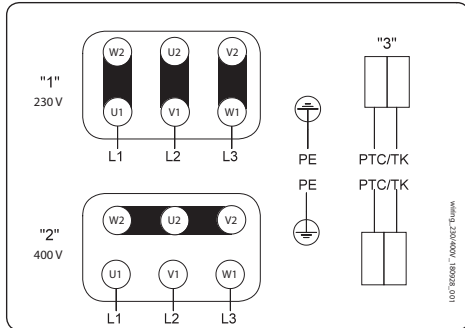 "1"
230 V
W2 U2 V2
U1 V1 W1
L1 L2 L3
"2"
400 V
W2 U2 V2
U1 V1 W1
L1 L2 L3
PE
PE
"3"
PTC/TK
PTC/TK
wiring_230/400V_180928_001